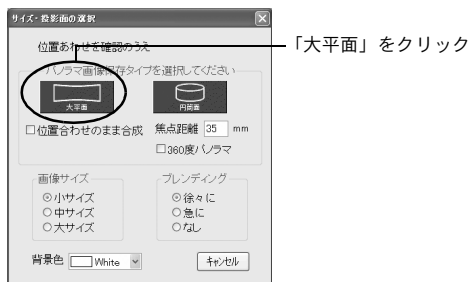 サイズ・投影面の選択
位置あわせを確認のうえ
「大平面」をクリック
パノラマ画像保存タイプを選択してください
大平面
円筒面
位置合わせのまま合成
焦点距離 35 mm
360度パノラマ
画像サイズ
小サイズ
中サイズ
大サイズ
ブレンディング
徐々に
急に
なし
背景色 White
キャンセル